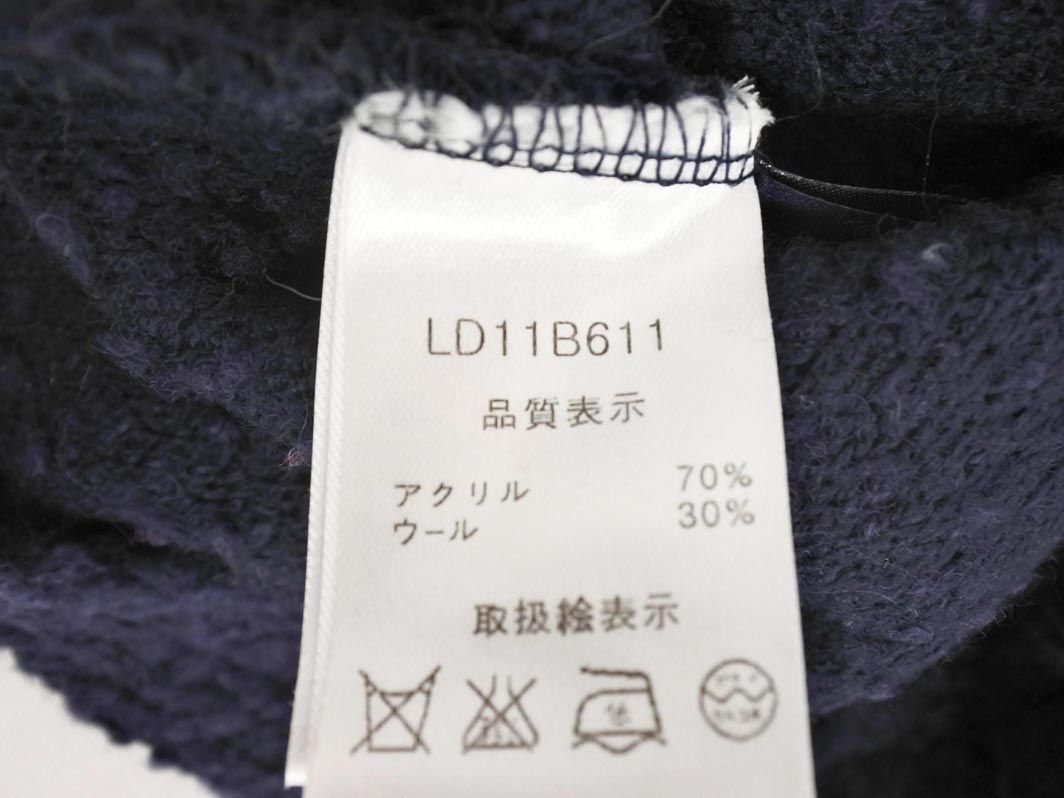 LD11B611
品質表示
アクリル 70%
ウール 30%
取扱絵表示
低